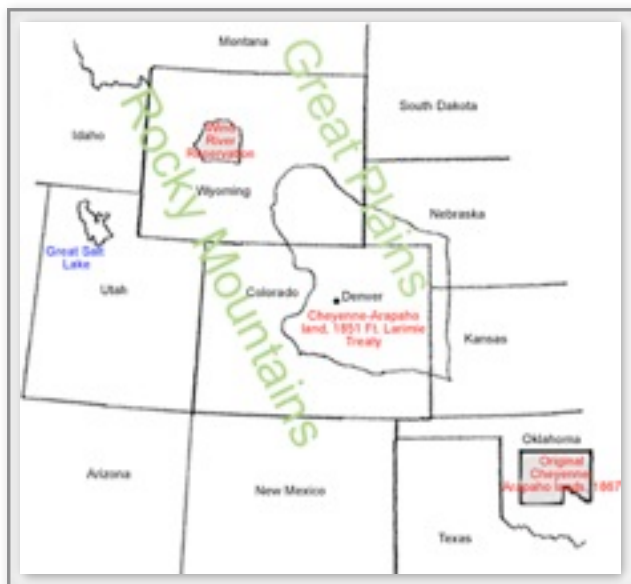 Montana
Great Plains
South Dakota
Rocky Mountains
Idaho
Wind
River
Reservation
Wyoming
Nebraska
Great Salt
Lake
Utah
Colorado
Denver
Cheyenne-Arapaho
land, 1851 Ft. Larimie
Treaty
Kansas
Oklahoma
Original
Cheyenne
Arapaho lands, 1867
Arizona
New Mexico
Texas